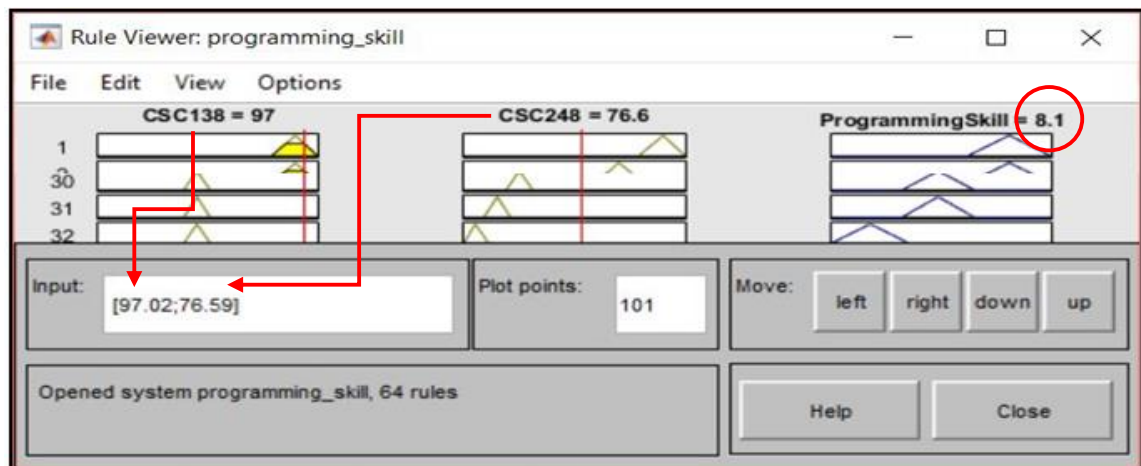 Rule Viewer: programming_skill
File Edit View Options
CSC138 = 97 CSC248 = 76.6 ProgrammingSkill = 8.1
1
30
31
32
Input: [97.02;76.59] Plot points: 101 Move: left right down up
Opened system programming_skill, 64 rules Help Close